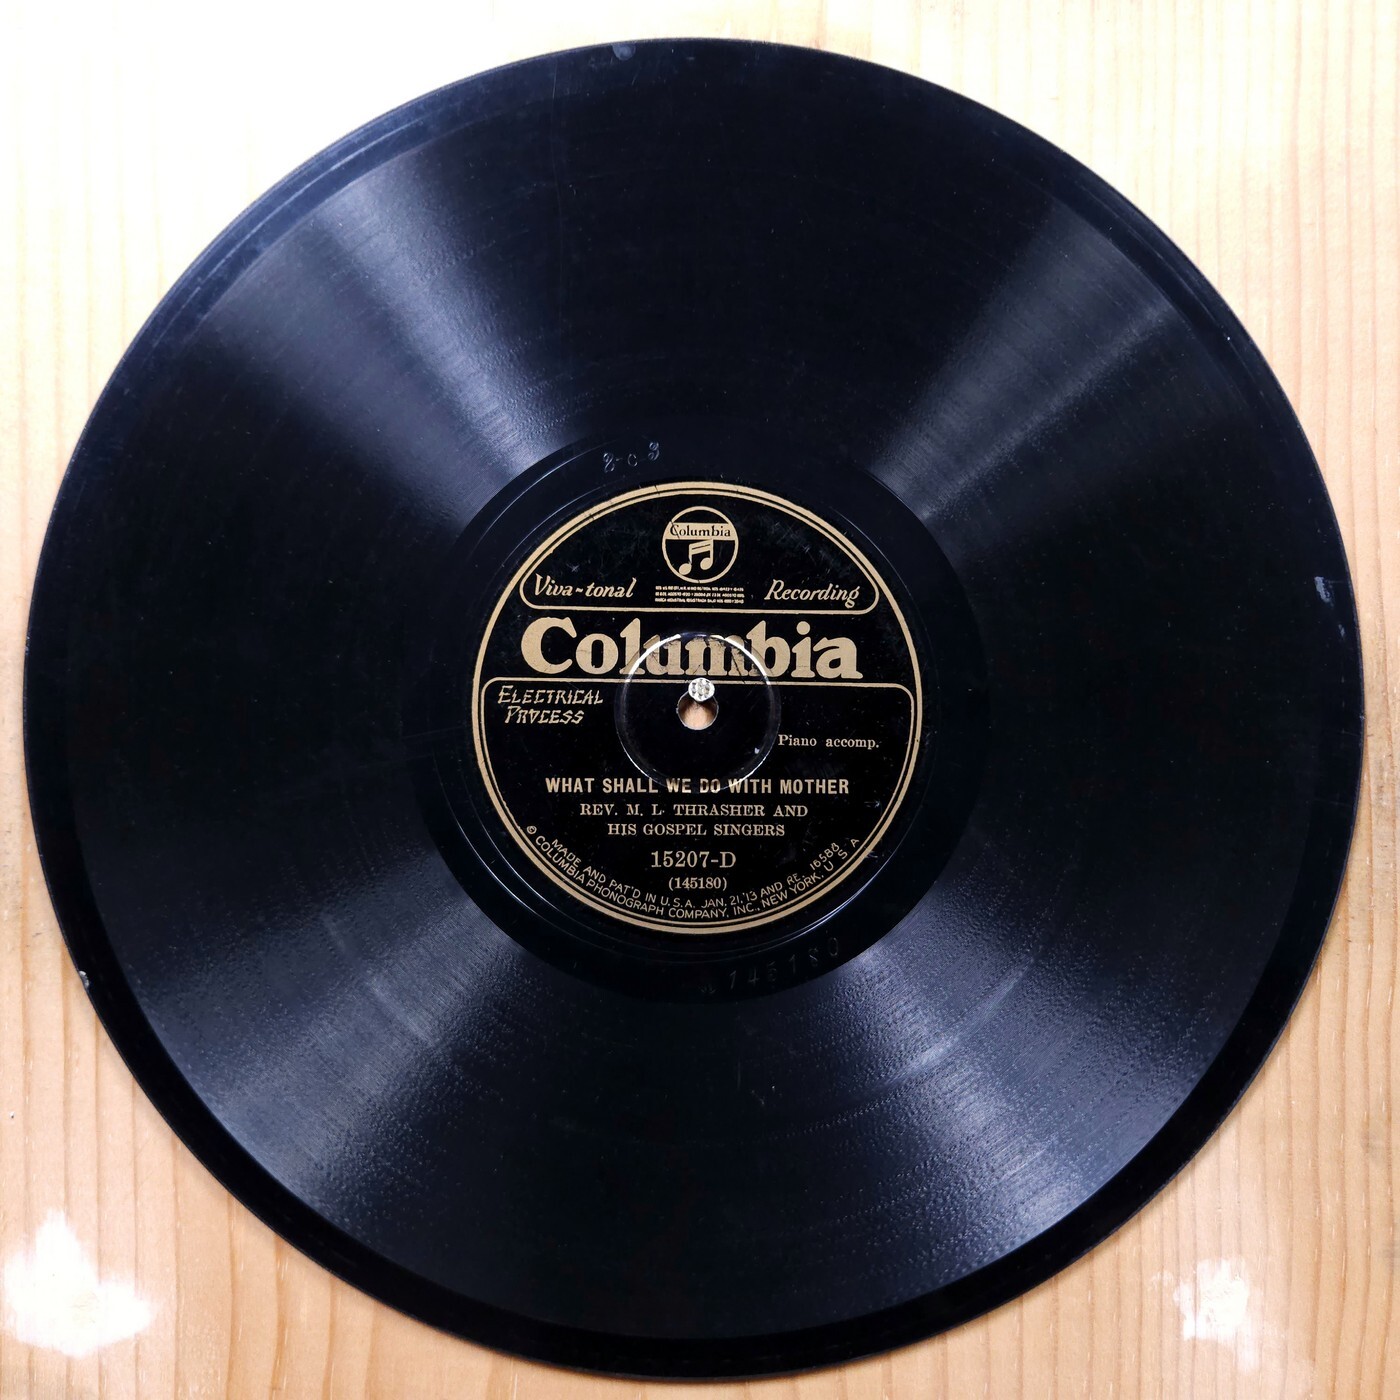 Columbia
Viva-tonal Recording
Columbia
ELECTRICAL
PROCESS
Piano accomp.
WHAT SHALL WE DO WITH MOTHER
REV. M. L. THRASHER AND
HIS GOSPEL SINGERS
15207-D
(145180)
MADE AND PAT'D IN U.S.A. JAN. 21, '13 AND RE. 16588
© COLUMBIA PHONOGRAPH COMPANY, INC., NEW YORK, U S A
145180